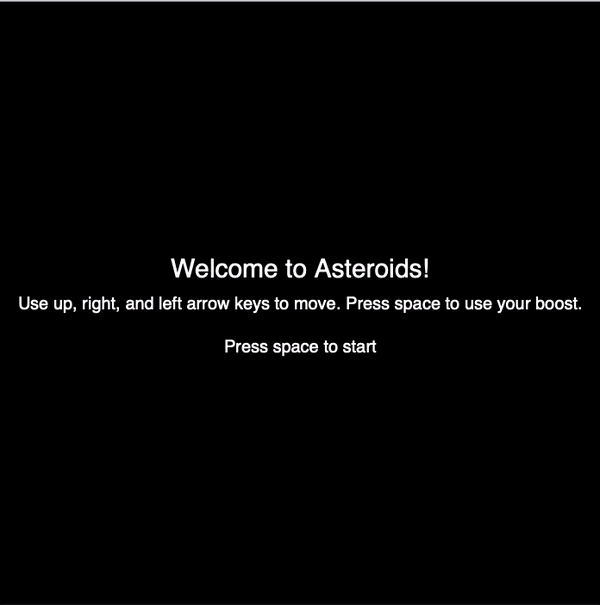 Welcome to Asteroids!
Use up, right, and left arrow keys to move. Press space to use your boost.
Press space to start